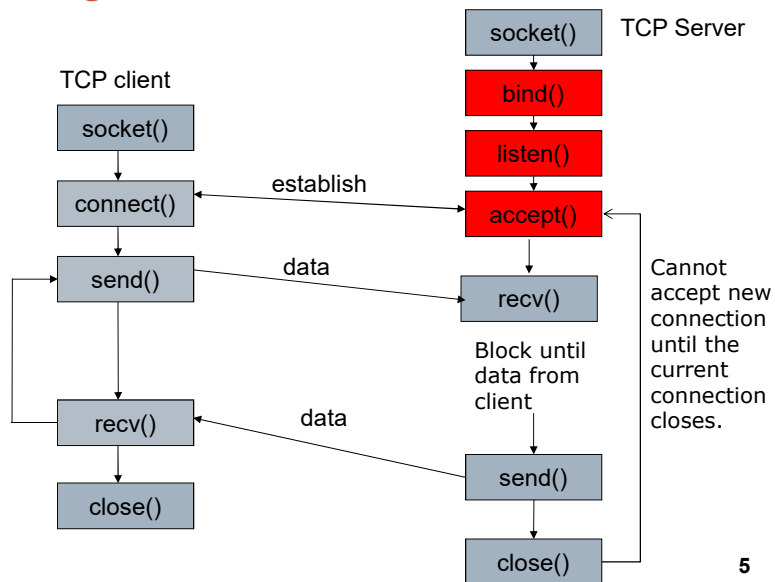 socket()
TCP Server
TCP client
bind()
socket()
listen()
establish
connect()
accept()
data
send()
recv()
Cannot
accept new
connection
until the
current
connection
closes.
Block until
data from
client
recv()
data
send()
close()
close()
5